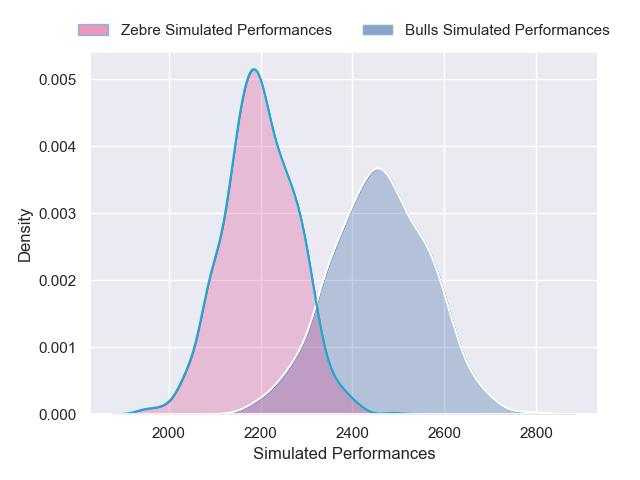 Zebre Simulated Performances Bulls Simulated Performances
0.005
0.004
0.003
0.002
0.001
0.000
Density
2000 2200 2400 2600 2800
Simulated Performances